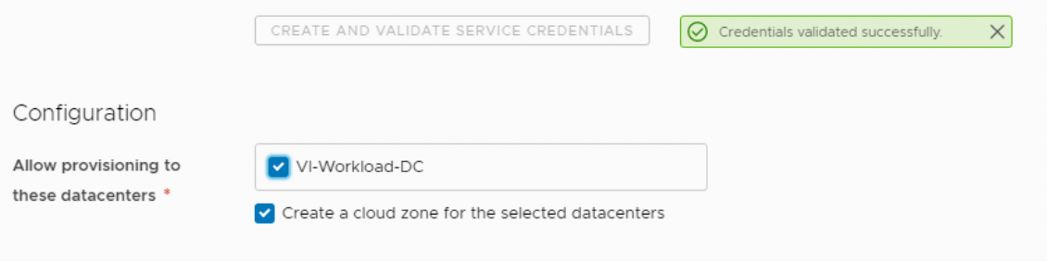 CREATE AND VALIDATE SERVICE CREDENTIALS
Credentials validated successfully.
Configuration
Allow provisioning to
these datacenters *
VI-Workload-DC
Create a cloud zone for the selected datacenters